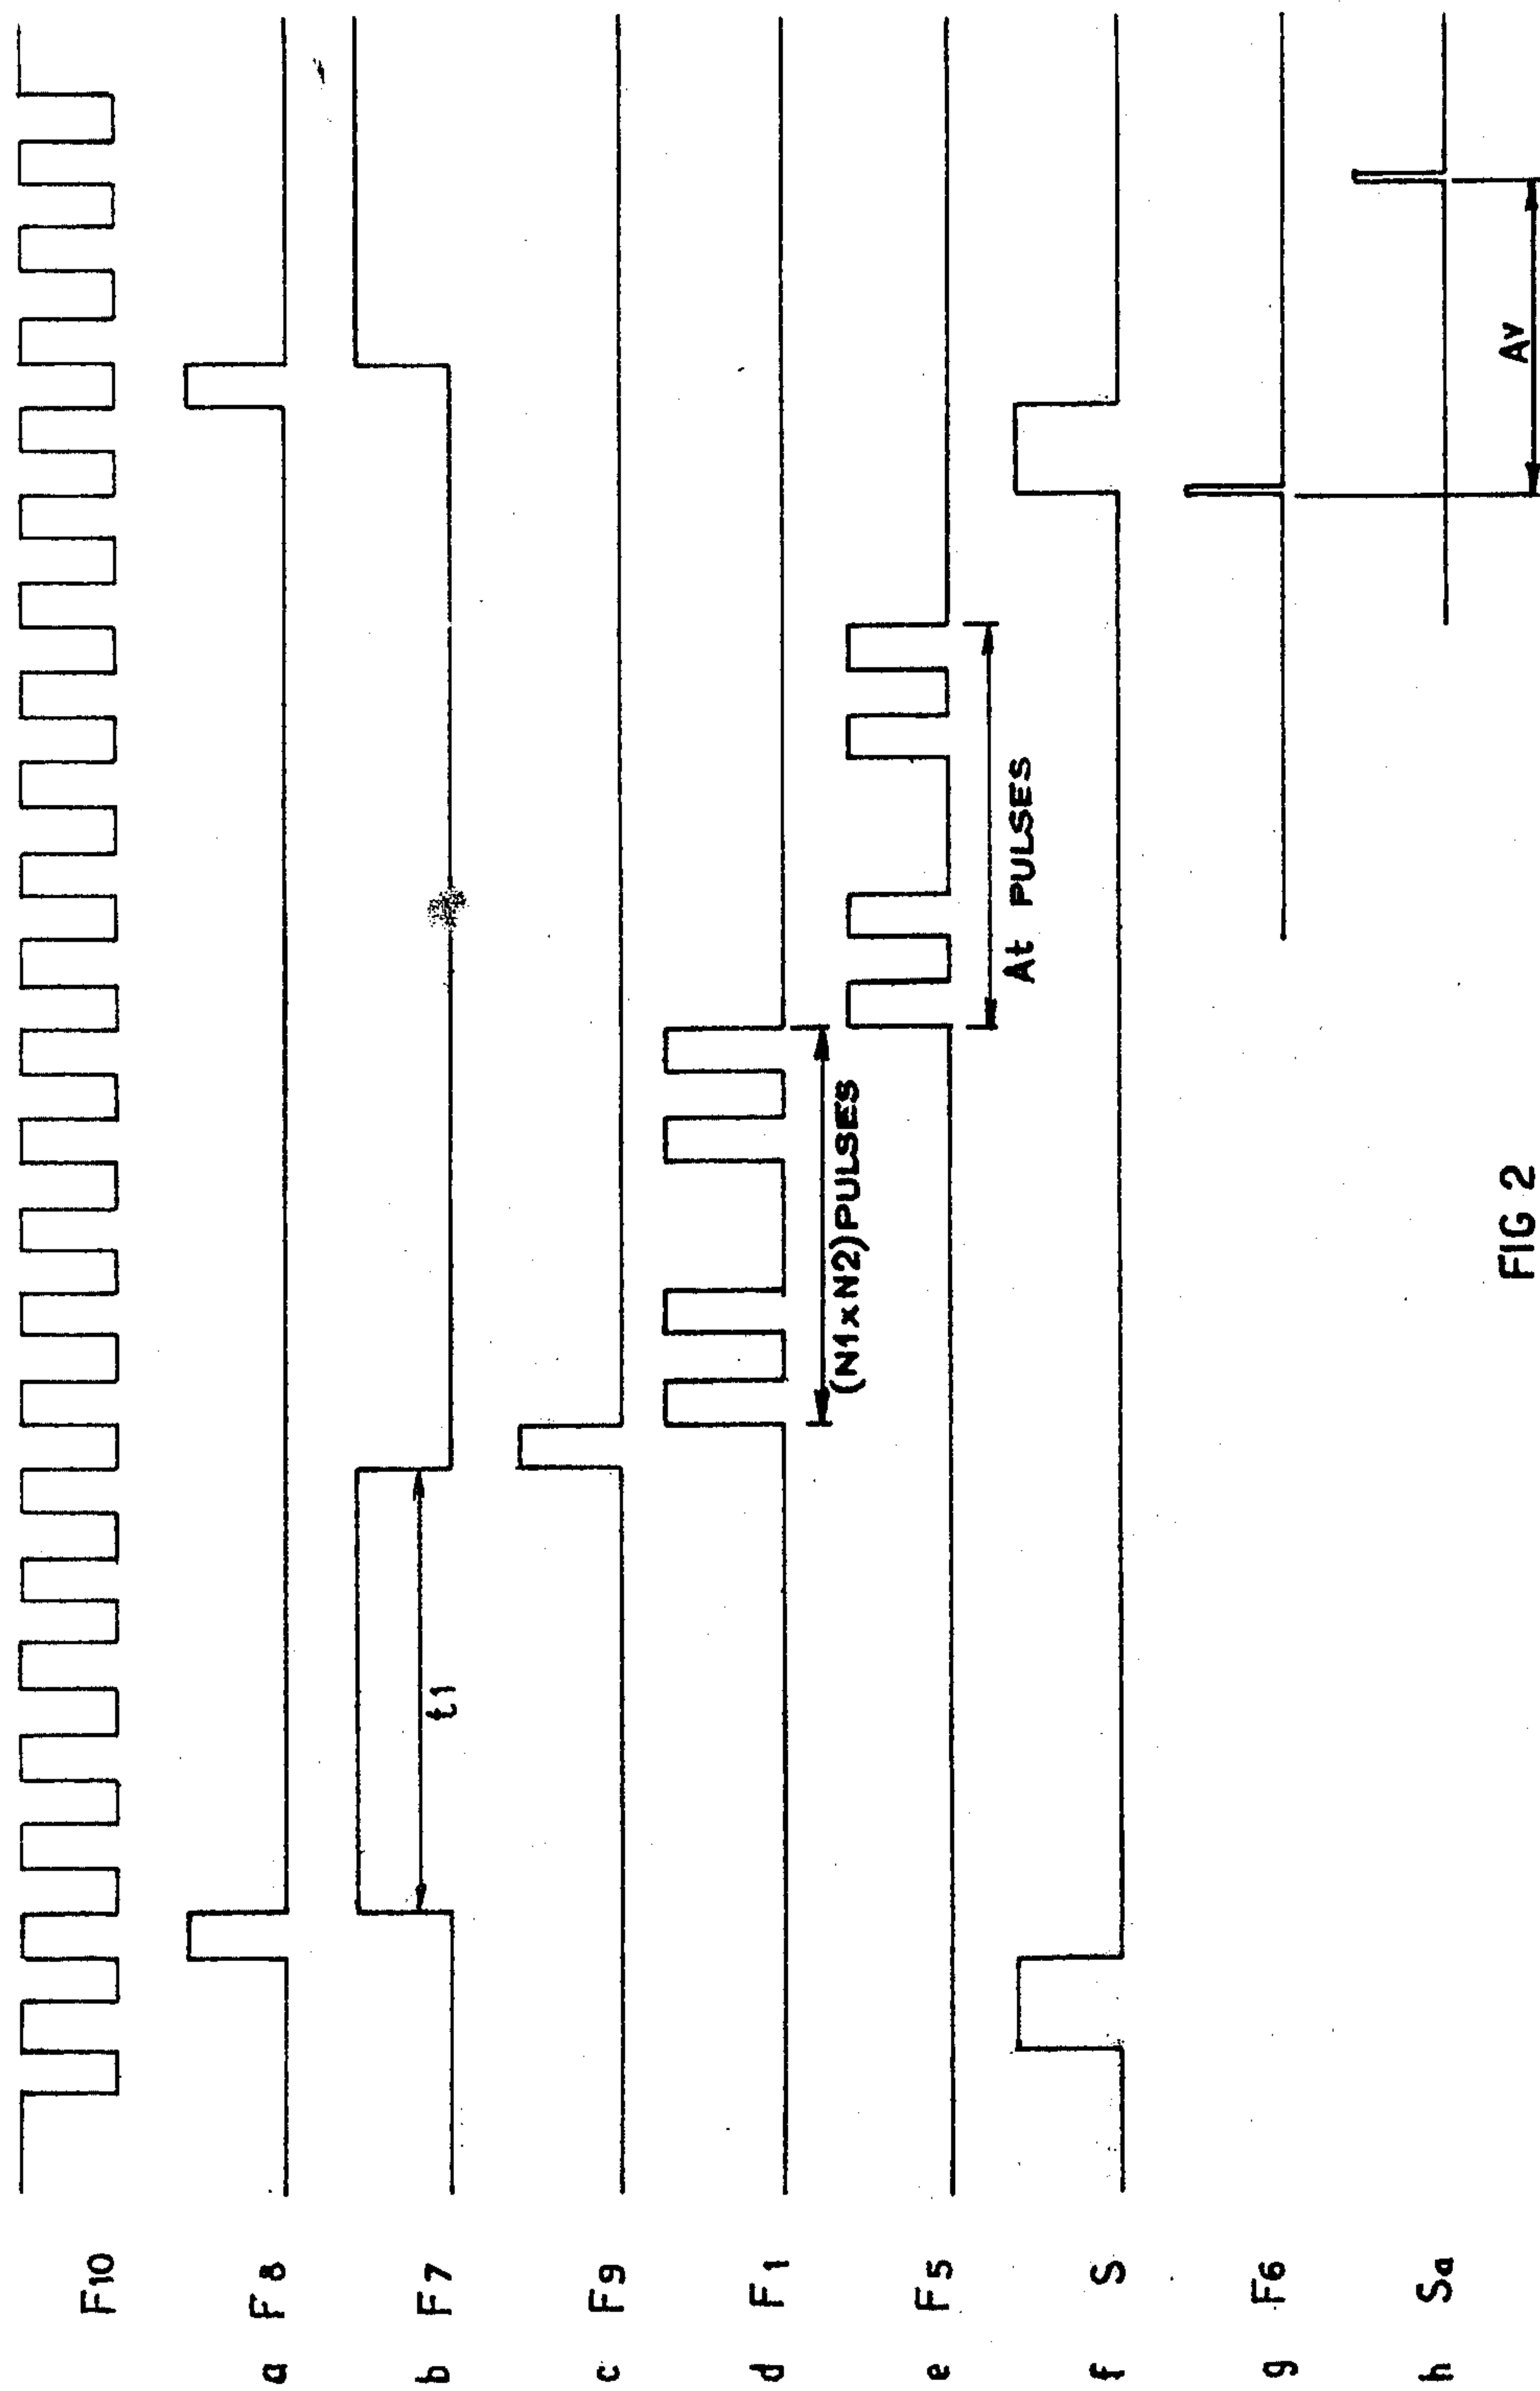 F10
a F8
b F7
t1
c F9
d F1
(N1xN2)PULSES
e F5
At PULSES
f S
g F6
h Sa
Av
FIG 2